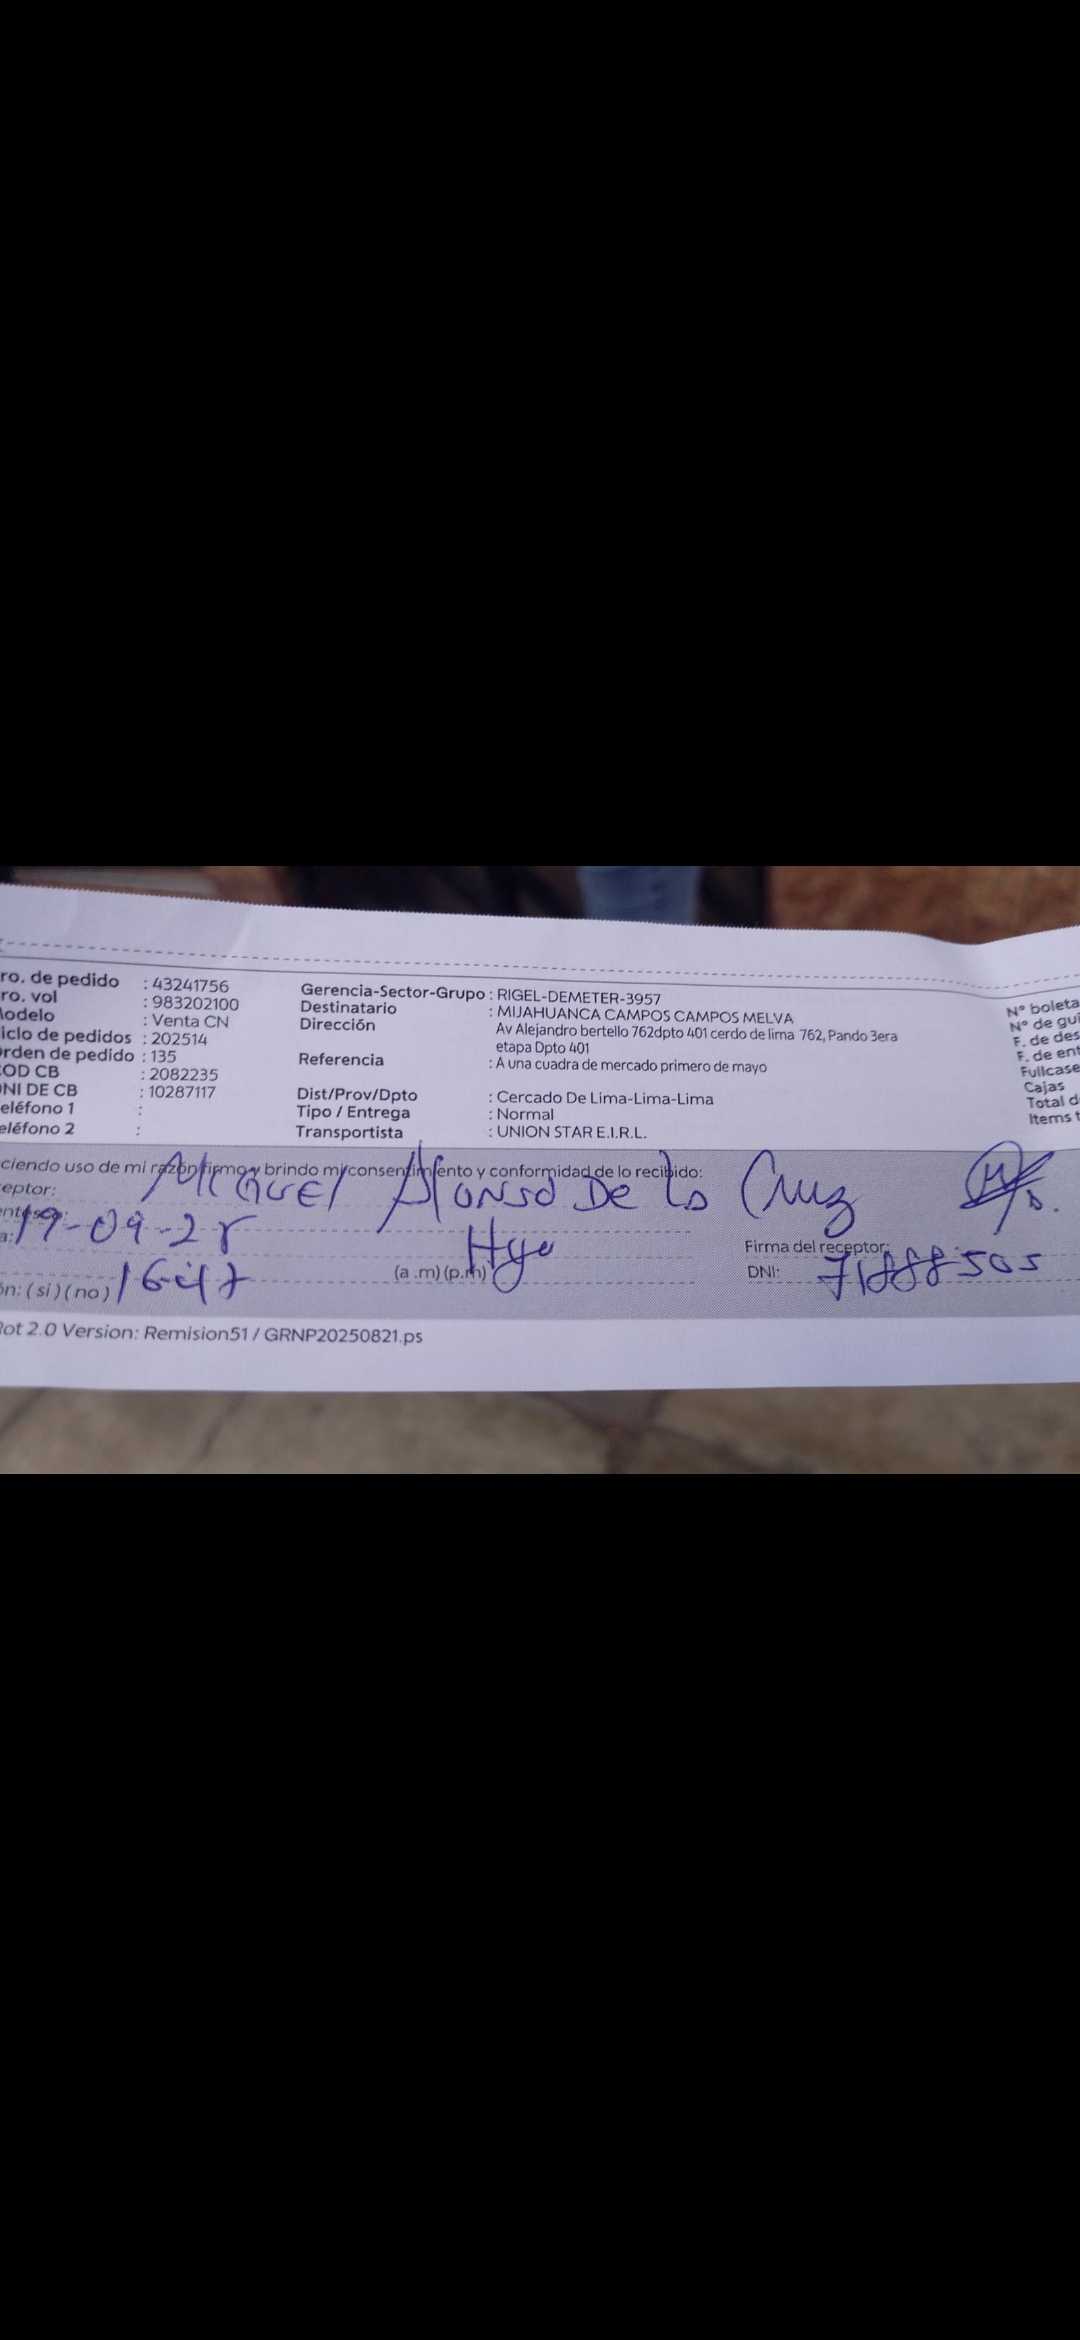 ro. de pedido : 43241756
ro. vol : 983202100
odelo : Venta CN
iclo de pedidos : 202514
rden de pedido : 135
OD CB : 2082235
NI DE CB : 10287117
eléfono 1 :
eléfono 2 :
Gerencia-Sector-Grupo : RIGEL-DEMETER-3957
Destinatario : MIJAHUANCA CAMPOS CAMPOS MELVA
Dirección Av Alejandro bertello 762dpto 401 cerdo de lima 762, Pando 3era
etapa Dpto 401
Referencia : A una cuadra de mercado primero de mayo
Dist/Prov/Dpto : Cercado De Lima-Lima-Lima
Tipo / Entrega : Normal
Transportista : UNION STAR E.I.R.L.
N° boleta
N° de gui
F. de des
F. de ent
Fullcase
Cajas
Total d
Items t
ciendo uso de mi razón firmo y brindo mi consentimiento y conformidad de lo recibido:
eptor: Miguel Alonso De la Cruz
a: 19-09-25
Firma del receptor:
(a .m) (p.m)
DNI: 71888505
ón: ( si ) ( no ) 16:47
ot 2.0 Version: Remision51 / GRNP20250821.ps